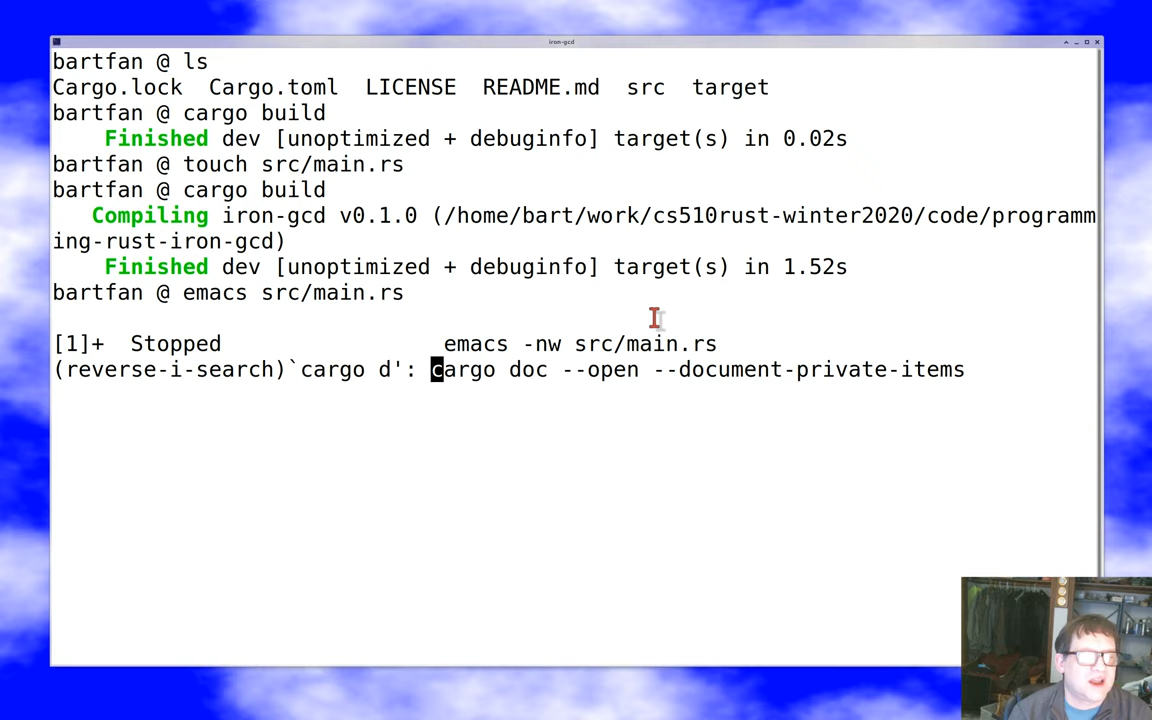 iron-gcd
bartfan @ ls
Cargo.lock  Cargo.toml  LICENSE  README.md  src  target
bartfan @ cargo build
    Finished dev [unoptimized + debuginfo] target(s) in 0.02s
bartfan @ touch src/main.rs
bartfan @ cargo build
   Compiling iron-gcd v0.1.0 (/home/bart/work/cs510rust-winter2020/code/programm
ing-rust-iron-gcd)
    Finished dev [unoptimized + debuginfo] target(s) in 1.52s
bartfan @ emacs src/main.rs
[1]+  Stopped                 emacs -nw src/main.rs
(reverse-i-search)`cargo d': cargo doc --open --document-private-items